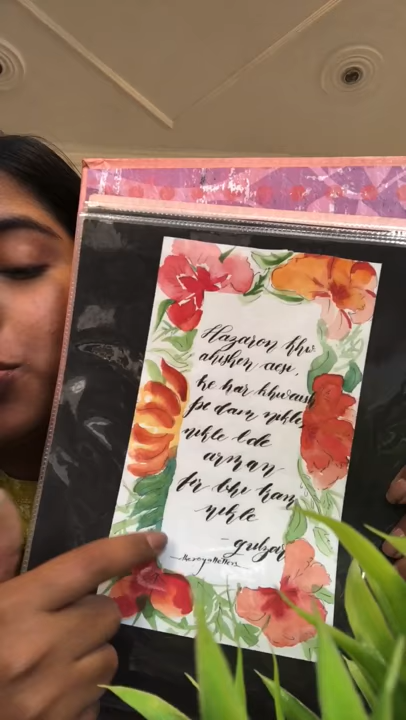 Hazaron khw
ahishen aesi,
ke har khwaish
pe dam nikle
nikle bde
arman
fir bhi kam
nikle
- gulzar